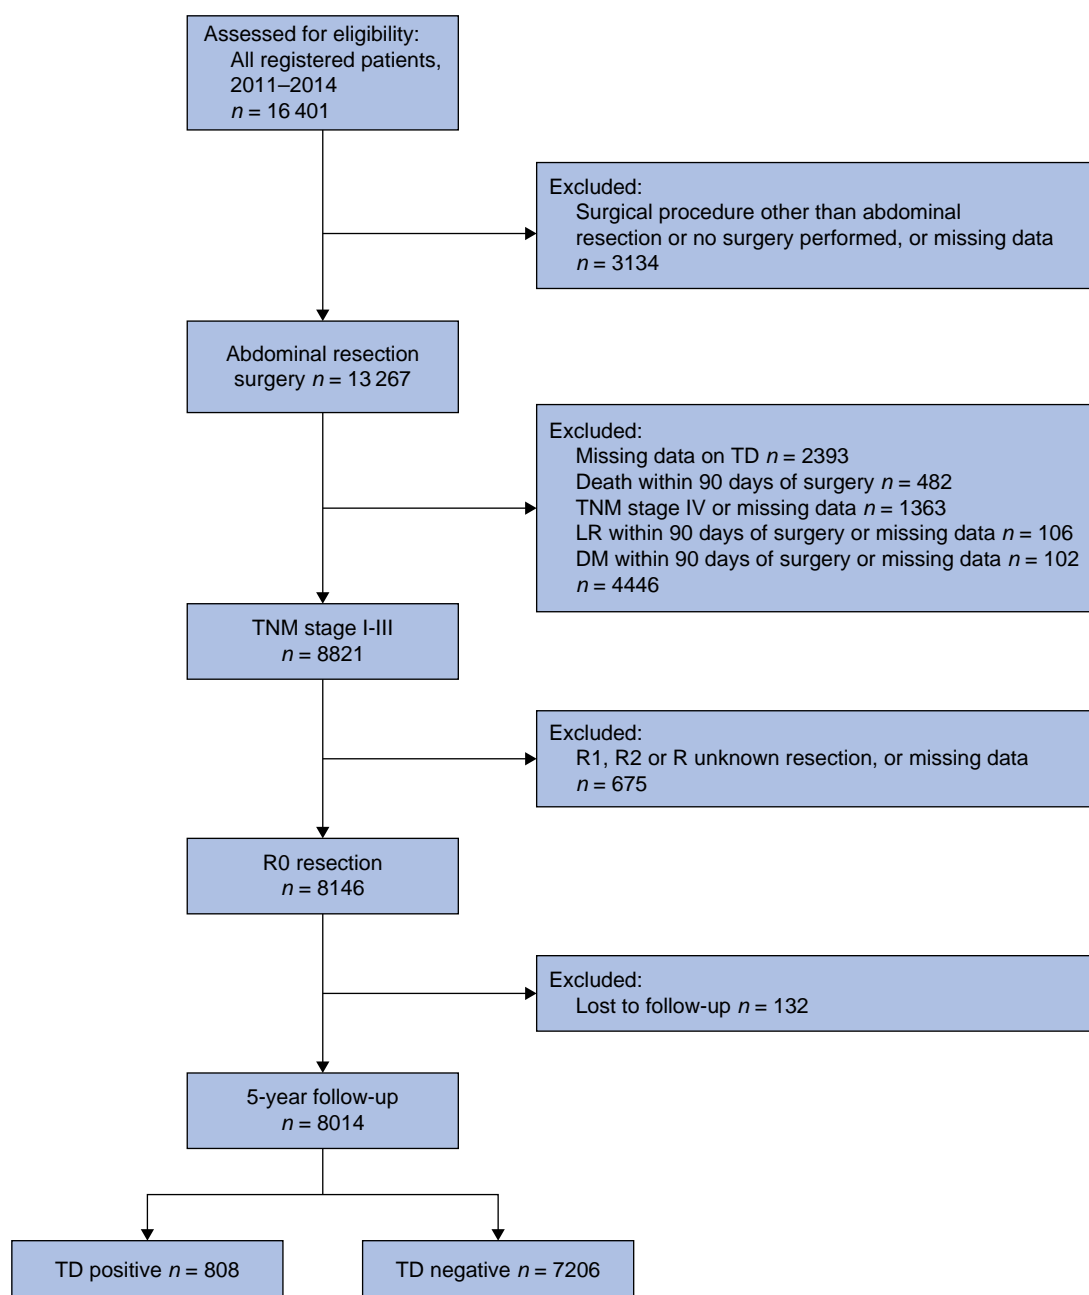 Assessed for eligibility:
All registered patients,
2011–2014
n = 16 401
Excluded:
Surgical procedure other than abdominal
resection or no surgery performed, or missing data
n = 3134
Abdominal resection
surgery n = 13 267
Excluded:
Missing data on TD n = 2393
Death within 90 days of surgery n = 482
TNM stage IV or missing data n = 1363
LR within 90 days of surgery or missing data n = 106
DM within 90 days of surgery or missing data n = 102
n = 4446
TNM stage I-III
n = 8821
Excluded:
R1, R2 or R unknown resection, or missing data
n = 675
R0 resection
n = 8146
Excluded:
Lost to follow-up n = 132
5-year follow-up
n = 8014
TD positive n = 808
TD negative n = 7206